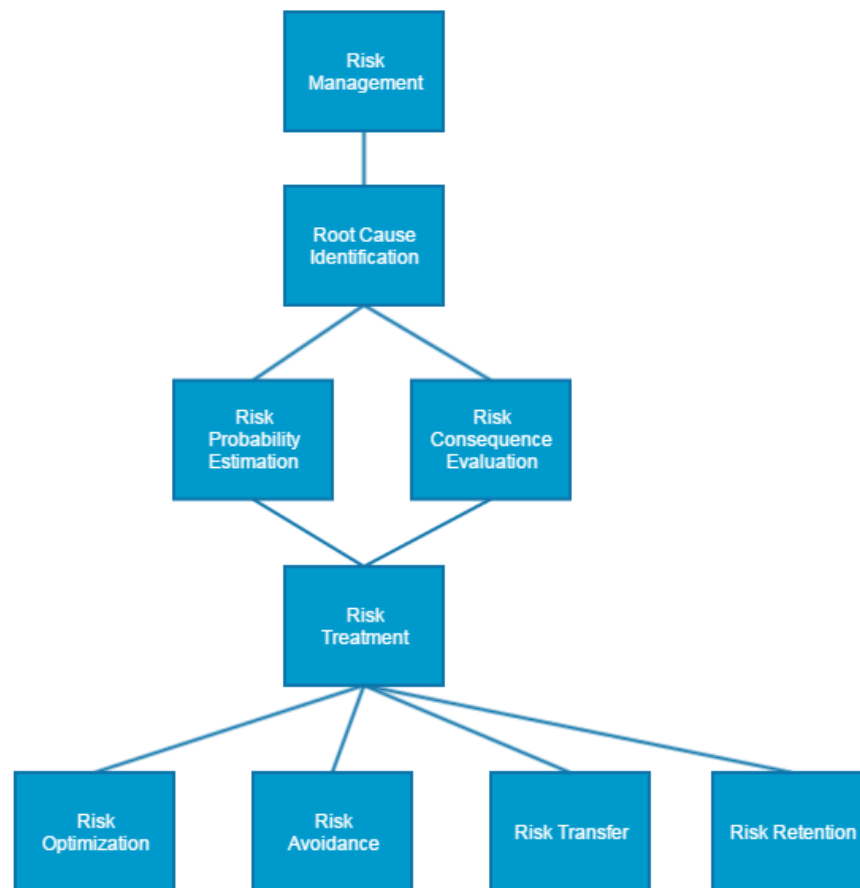 Risk
Management
Root Cause
Identification
Risk
Probability
Estimation
Risk
Consequence
Evaluation
Risk
Treatment
Risk
Optimization
Risk
Avoidance
Risk Transfer
Risk Retention